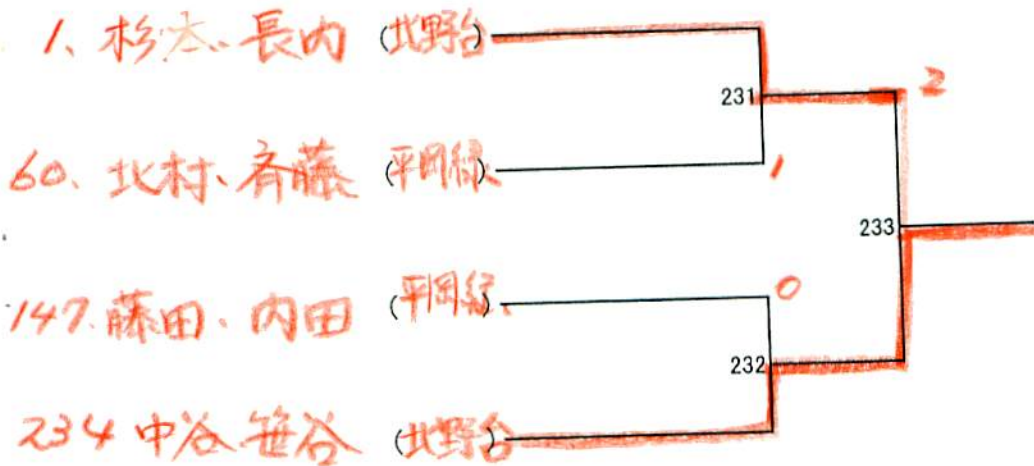 1、杉本、長内 (北野台)
231
2
60、北村、斉藤 (平岡緑)
1
233
147.藤田、内田 (平岡緑)
0
232
234 中谷 笹谷 (北野台)